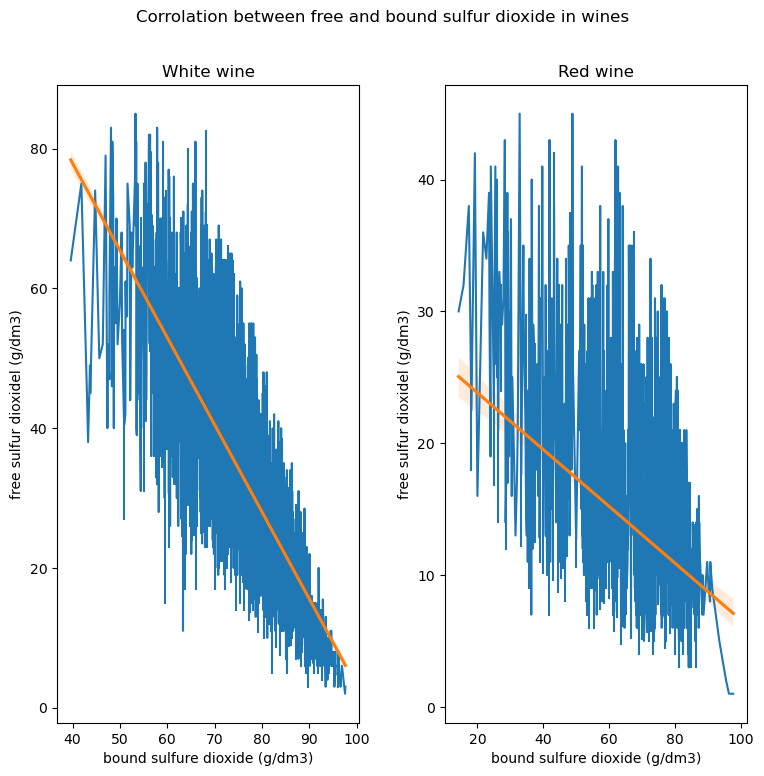 Corrolation between free and bound sulfur dioxide in wines
White wine
Red wine
free sulfur dioxidel (g/dm3)
80
60
40
20
0
40 50 60 70 80 90 100
bound sulfure dioxide (g/dm3)
free sulfur dioxidel (g/dm3)
40
30
20
10
0
20 40 60 80 100
bound sulfure dioxide (g/dm3)